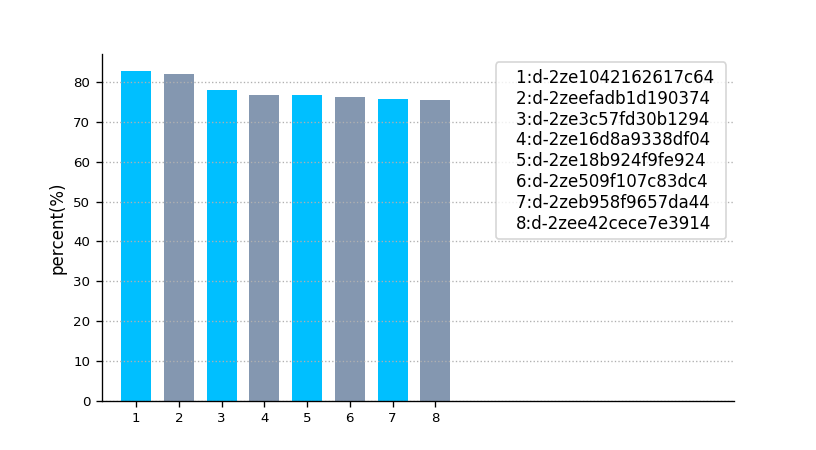 percent(%)
80
70
60
50
40
30
20
10
0
1 2 3 4 5 6 7 8
1:d-2ze1042162617c64
2:d-2zeefadb1d190374
3:d-2ze3c57fd30b1294
4:d-2ze16d8a9338df04
5:d-2ze18b924f9fe924
6:d-2ze509f107c83dc4
7:d-2zeb958f9657da44
8:d-2zee42cece7e3914